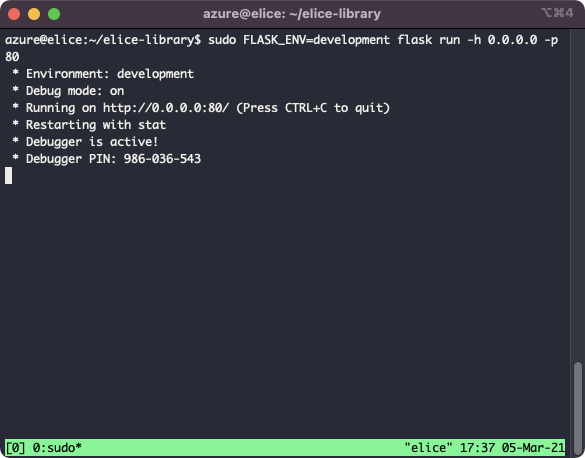 azure@elice: ~/elice-library
⌥⌘4
azure@elice:~/elice-library$ sudo FLASK_ENV=development flask run -h 0.0.0.0 -p
80
 * Environment: development
 * Debug mode: on
 * Running on http://0.0.0.0:80/ (Press CTRL+C to quit)
 * Restarting with stat
 * Debugger is active!
 * Debugger PIN: 986-036-543
[0] 0:sudo* "elice" 17:37 05-Mar-21